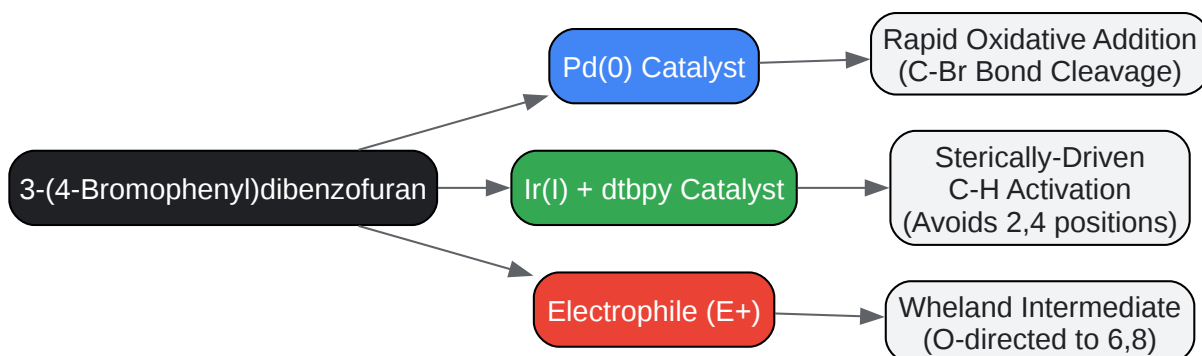 Rapid Oxidative Addition
(C-Br Bond Cleavage)
Pd(0) Catalyst
3-(4-Bromophenyl)dibenzofuran
Ir(I) + dtbpy Catalyst
Sterically-Driven
C-H Activation
(Avoids 2,4 positions)
Electrophile (E+)
Wheland Intermediate
(O-directed to 6,8)